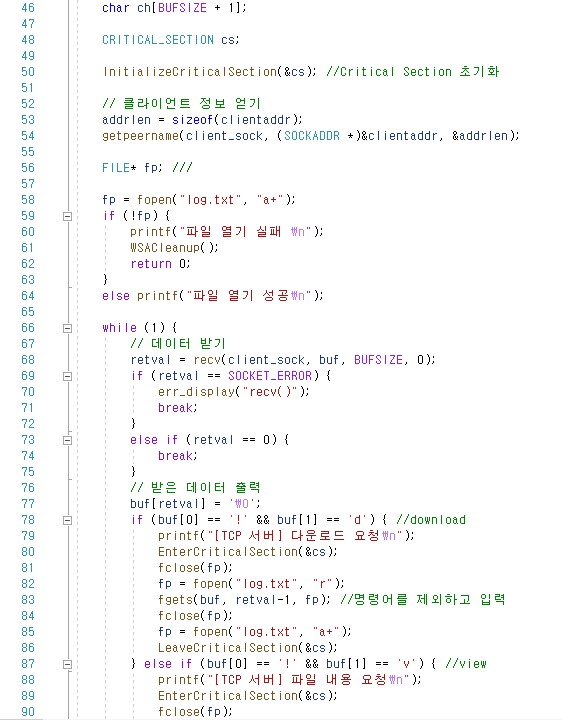 46 char ch[BUFSIZE + 1];
47
48 CRITICAL_SECTION cs;
49
50 InitializeCriticalSection(&cs); //Critical Section 초기화
51
52 // 클라이언트 정보 얻기
53 addrlen = sizeof(clientaddr);
54 getpeername(client_sock, (SOCKADDR *)&clientaddr, &addrlen);
55
56 FILE* fp; ///
57
58 fp = fopen("log.txt", "a+");
59 if (!fp) {
60 printf("파일 열기 실패 ₩n");
61 WSACleanup();
62 return 0;
63 }
64 else printf("파일 열기 성공₩n");
65
66 while (1) {
67 // 데이터 받기
68 retval = recv(client_sock, buf, BUFSIZE, 0);
69 if (retval == SOCKET_ERROR) {
70 err_display("recv()");
71 break;
72 }
73 else if (retval == 0) {
74 break;
75 }
76 // 받은 데이터 출력
77 buf[retval] = '₩0';
78 if (buf[0] == '!' && buf[1] == 'd') { //download
79 printf("[TCP 서버] 다운로드 요청₩n");
80 EnterCriticalSection(&cs);
81 fclose(fp);
82 fp = fopen("log.txt", "r");
83 fgets(buf, retval-1, fp); //명령어를 제외하고 입력
84 fclose(fp);
85 fp = fopen("log.txt", "a+");
86 LeaveCriticalSection(&cs);
87 } else if (buf[0] == '!' && buf[1] == 'v') { //view
88 printf("[TCP 서버] 파일 내용 요청₩n");
89 EnterCriticalSection(&cs);
90 fclose(fp);